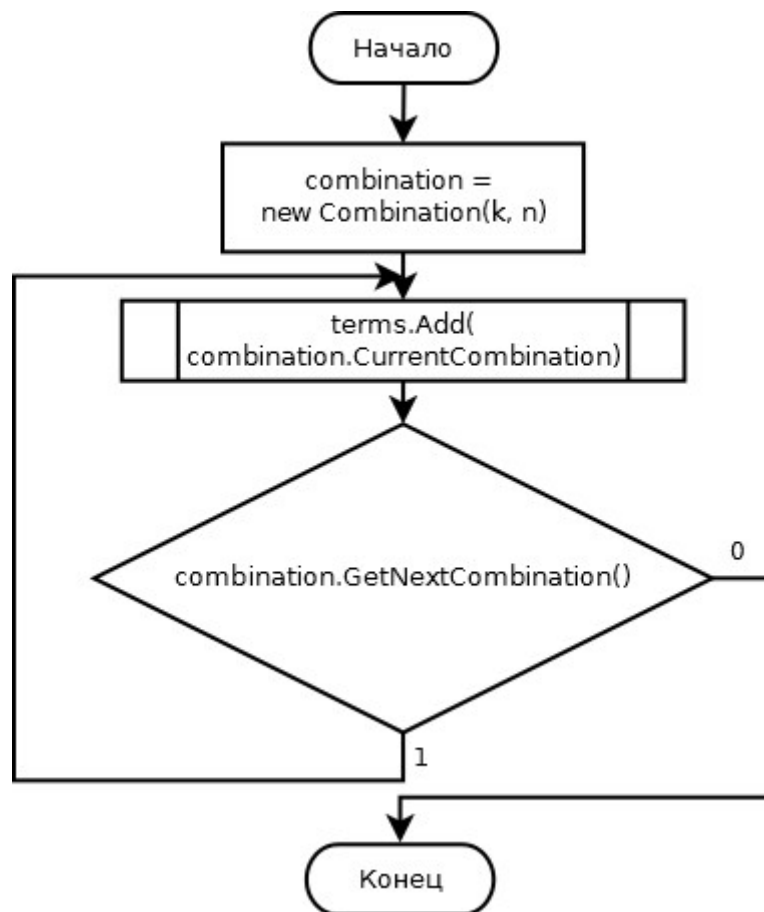 Начало
combination =
new Combination(k, n)
terms.Add(
combination.CurrentCombination)
combination.GetNextCombination()
0
1
Конец